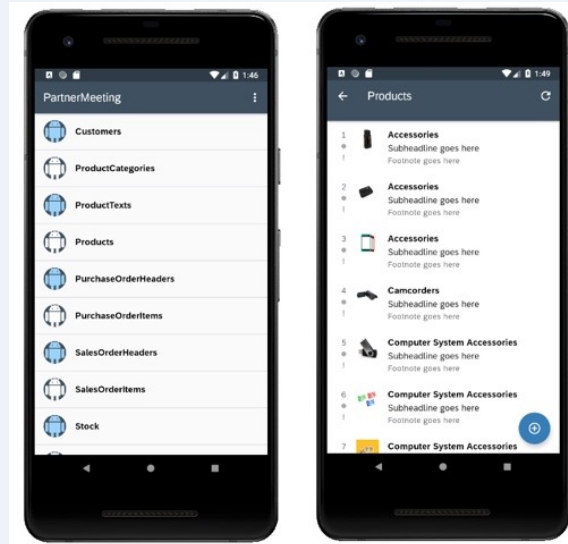 1:46
PartnerMeeting
Customers
ProductCategories
ProductTexts
Products
PurchaseOrderHeaders
PurchaseOrderItems
SalesOrderHeaders
SalesOrderItems
Stock
1:49
Products
1
Accessories
Subheadline goes here
Footnote goes here
2
Accessories
Subheadline goes here
Footnote goes here
3
Accessories
Subheadline goes here
Footnote goes here
4
Camcorders
Subheadline goes here
Footnote goes here
5
Computer System Accessories
Subheadline goes here
Footnote goes here
6
Computer System Accessories
Subheadline goes here
Footnote goes here
7
Computer System Accessories